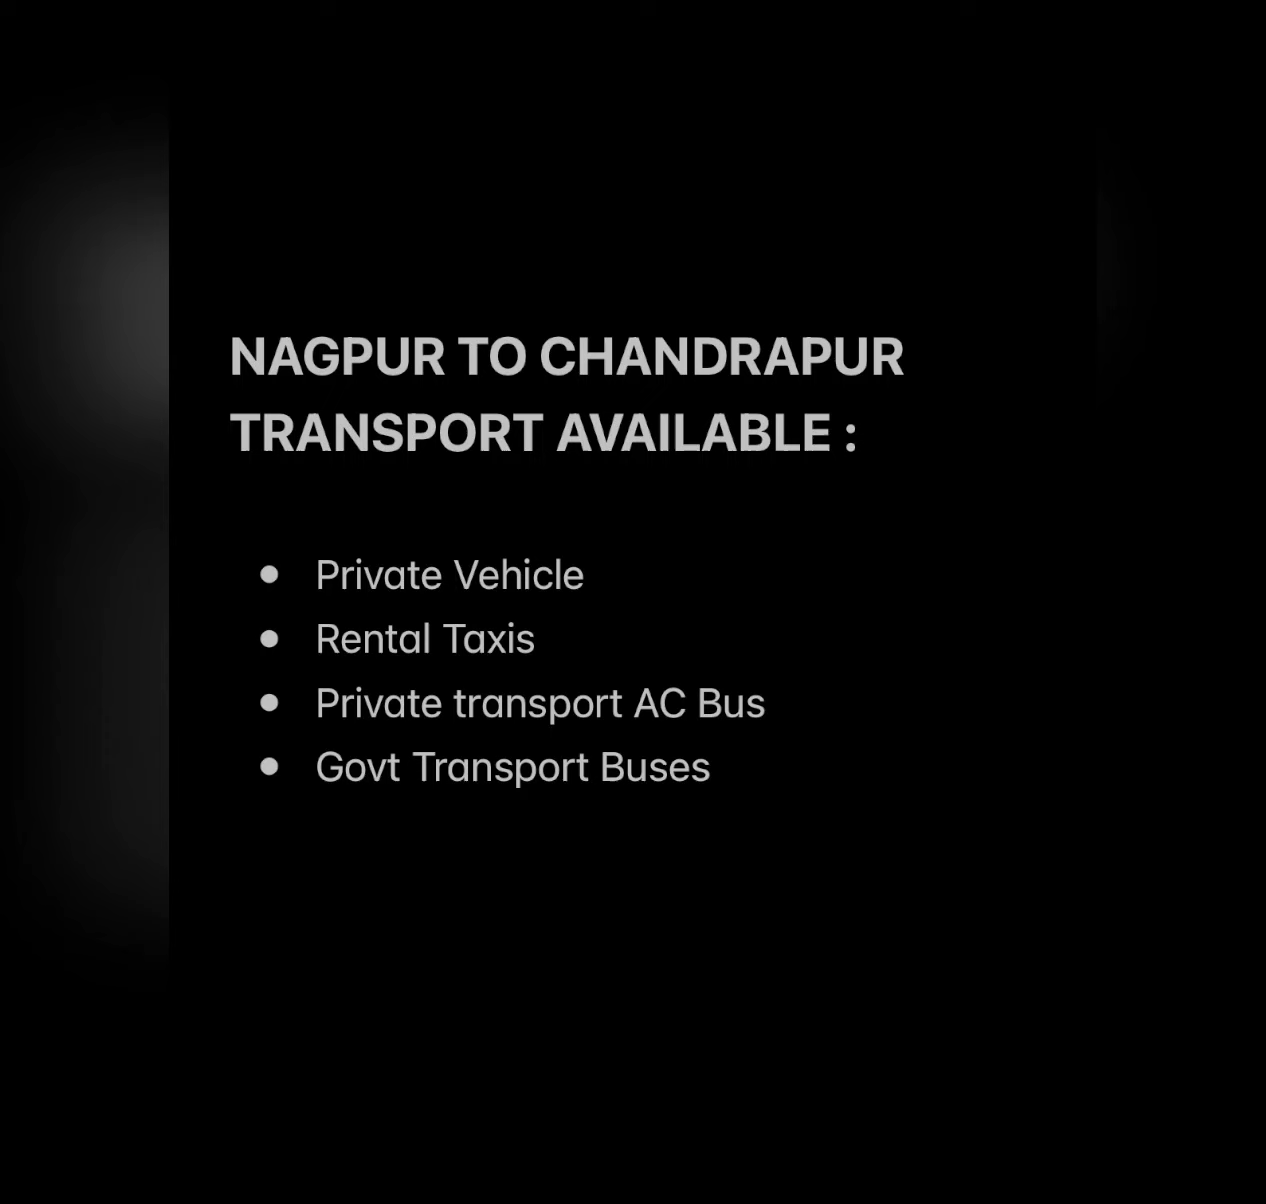 NAGPUR TO CHANDRAPUR
TRANSPORT AVAILABLE :
● Private Vehicle
● Rental Taxis
● Private transport AC Bus
● Govt Transport Buses